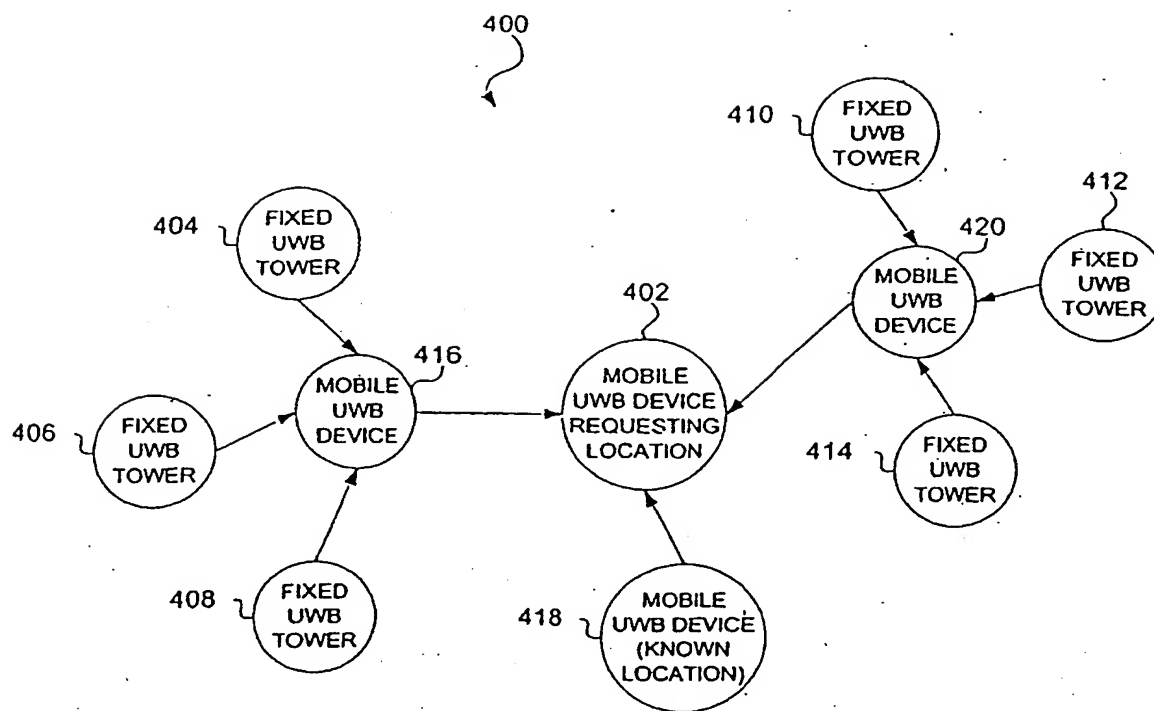 400
410
FIXED
UWB
TOWER
412
FIXED
UWB
TOWER
404
FIXED
UWB
TOWER
420
MOBILE
UWB
DEVICE
402
MOBILE
UWB DEVICE
REQUESTING
LOCATION
416
MOBILE
UWB
DEVICE
406
FIXED
UWB
TOWER
414
FIXED
UWB
TOWER
408
FIXED
UWB
TOWER
418
MOBILE
UWB DEVICE
(KNOWN
LOCATION)